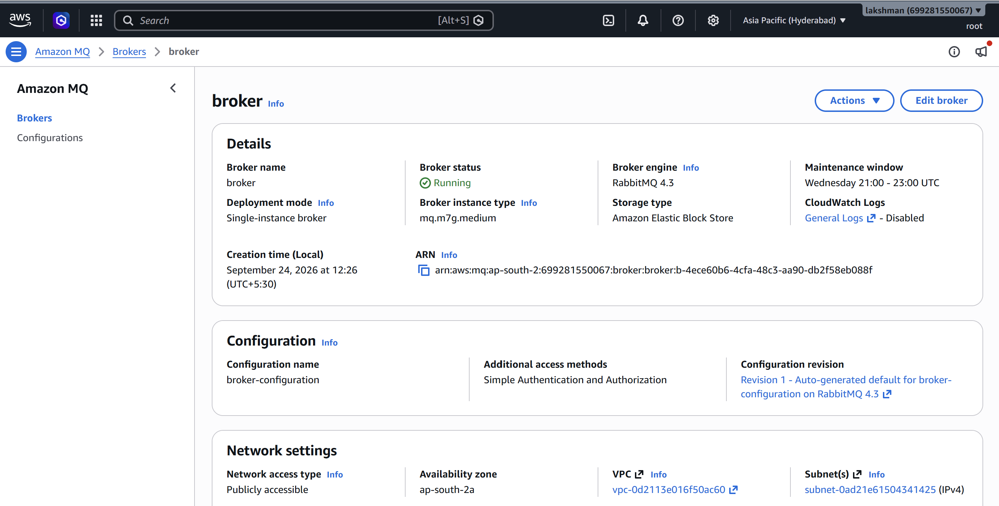 aws
Search [Alt+S]
Asia Pacific (Hyderabad)
lakshman (699281550067)
root
Amazon MQ
Brokers
broker
Amazon MQ
Brokers
Configurations
broker Info
Actions
Edit broker
Details
Broker name
broker
Broker status
Running
Broker engine Info
RabbitMQ 4.3
Maintenance window
Wednesday 21:00 - 23:00 UTC
Deployment mode Info
Single-instance broker
Broker instance type Info
mq.m7g.medium
Storage type
Amazon Elastic Block Store
CloudWatch Logs
General Logs - Disabled
Creation time (Local)
September 24, 2026 at 12:26
(UTC+5:30)
ARN Info
arn:aws:mq:ap-south-2:699281550067:broker:broker:b-4ece60b6-4cfa-48c3-aa90-db2f58eb088f
Configuration Info
Configuration name
broker-configuration
Additional access methods
Simple Authentication and Authorization
Configuration revision
Revision 1 - Auto-generated default for broker-
configuration on RabbitMQ 4.3
Network settings
Network access type Info
Publicly accessible
Availability zone
ap-south-2a
VPC Info
vpc-0d2113e016f50ac60
Subnet(s) Info
subnet-0ad21e61504341425 (IPv4)